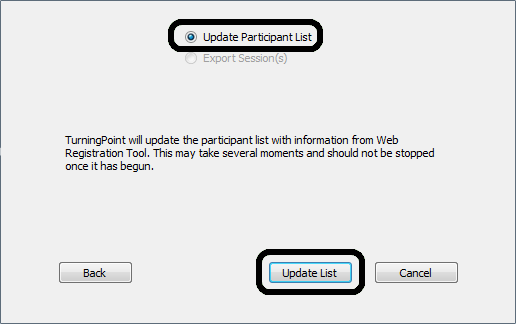 Update Participant List
Export Session(s)
TurningPoint will update the participant list with information from Web
Registration Tool. This may take several moments and should not be stopped
once it has begun.
Back
Update List
Cancel